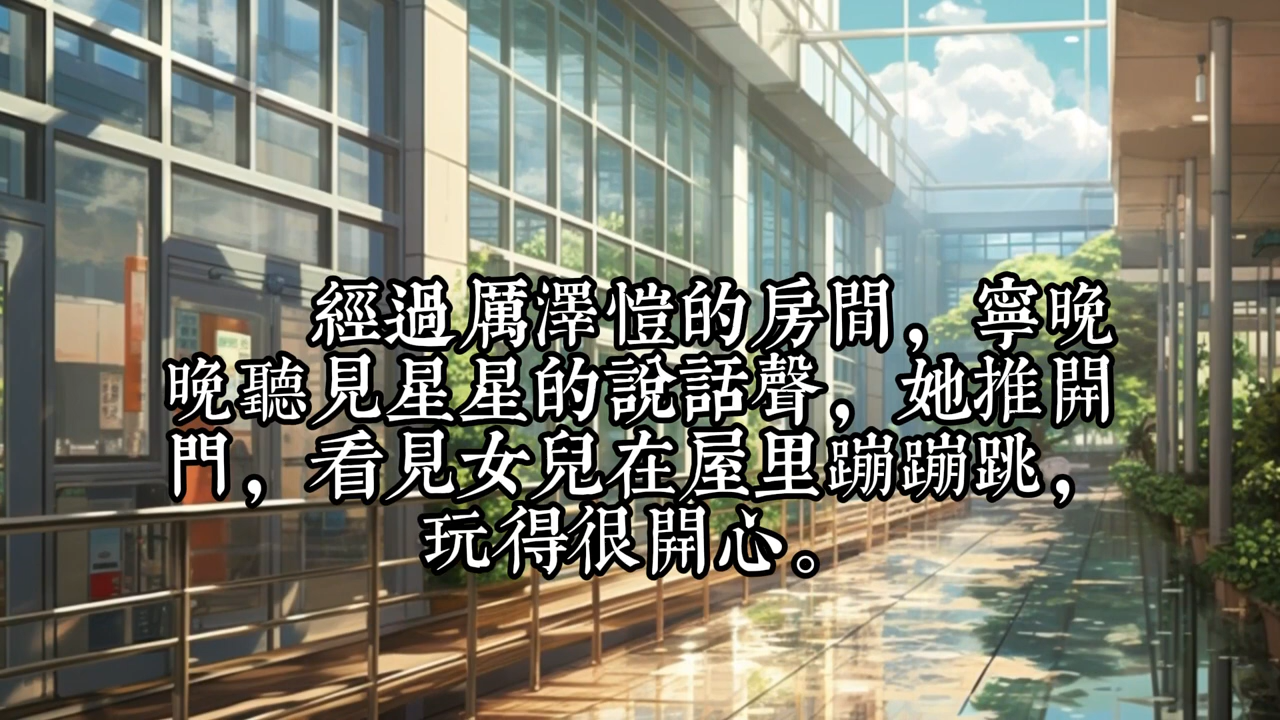 經過厲澤愷的房間，寧晚
晚聽見星星的說話聲，她推開
門，看見女兒在屋里蹦蹦跳，
玩得很開心。